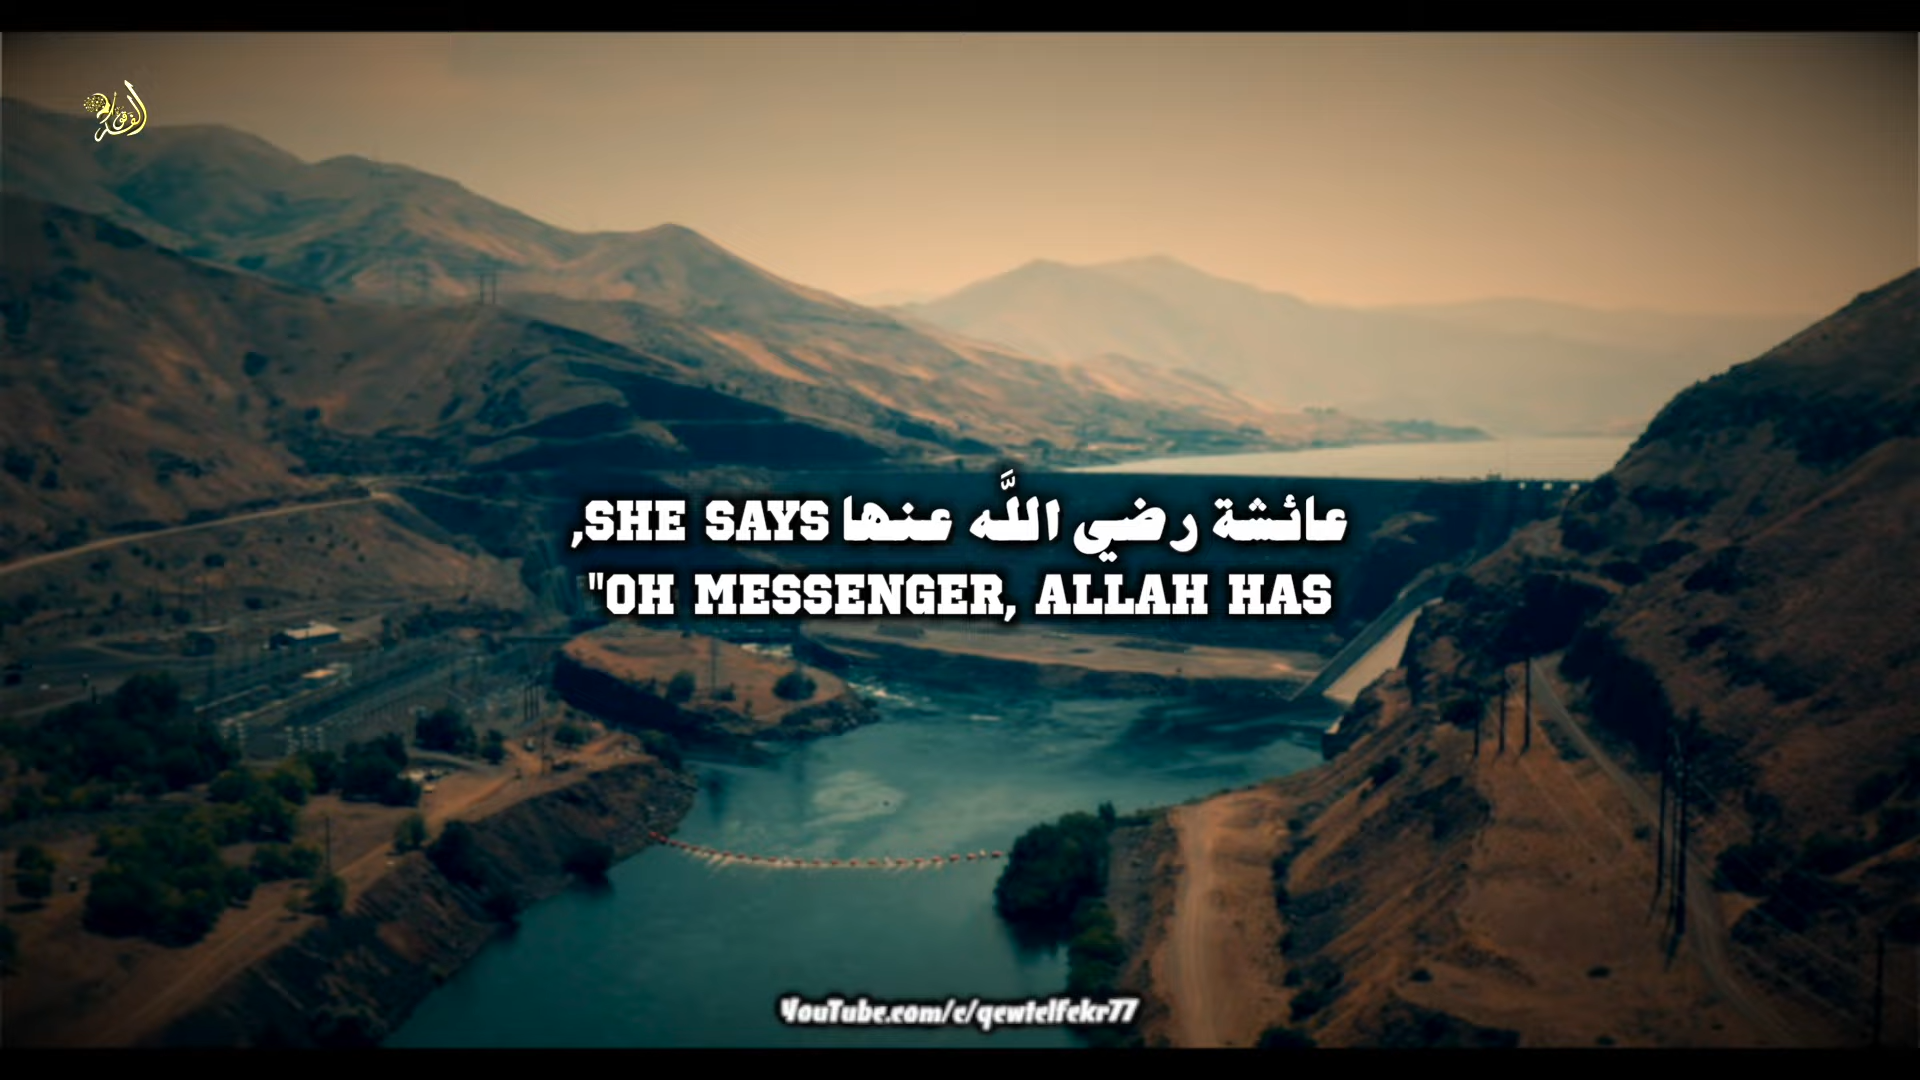 عائشة رضي اللَّه عنها SHE SAYS,
"OH MESSENGER, ALLAH HAS
YouTube.com/c/qewtelfekr77